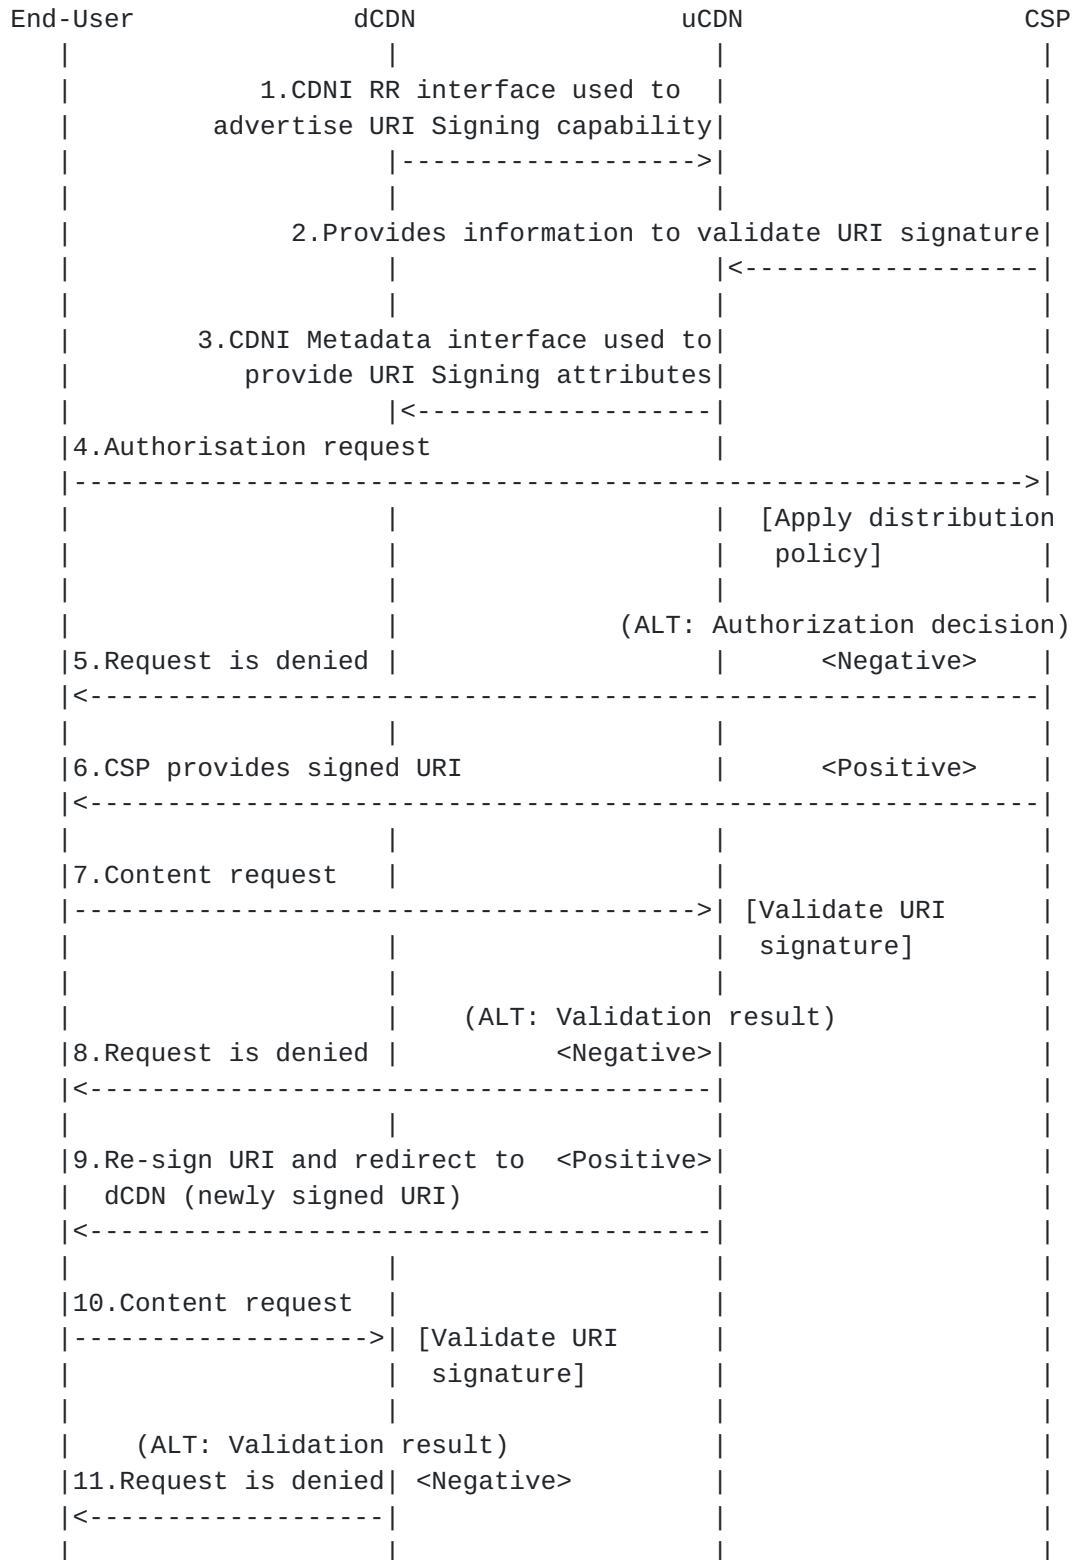 End-User dCDN uCDN CSP
| | | |
| 1.CDNI RR interface used to | |
| advertise URI Signing capability| |
| |------------------->| |
| | | |
| 2.Provides information to validate URI signature|
| | |<-------------------|
| | | |
| 3.CDNI Metadata interface used to| |
| provide URI Signing attributes| |
| |<-------------------| |
|4.Authorisation request | |
|------------------------------------------------------------->|
| | | [Apply distribution
| | | policy] |
| | | |
| | (ALT: Authorization decision)
|5.Request is denied | | <Negative> |
|<-------------------------------------------------------------|
| | | |
|6.CSP provides signed URI | <Positive> |
|<-------------------------------------------------------------|
| | | |
|7.Content request | | |
|---------------------------------------->| [Validate URI |
| | | signature] |
| | | |
| | (ALT: Validation result) |
|8.Request is denied | <Negative>| |
|<----------------------------------------| |
| | | |
|9.Re-sign URI and redirect to <Positive>| |
| dCDN (newly signed URI) | |
|<----------------------------------------| |
| | | |
|10.Content request | | |
|------------------->| [Validate URI | |
| | signature] | |
| | | |
| (ALT: Validation result) | |
|11.Request is denied| <Negative> | |
|<-------------------| | |
| | | |